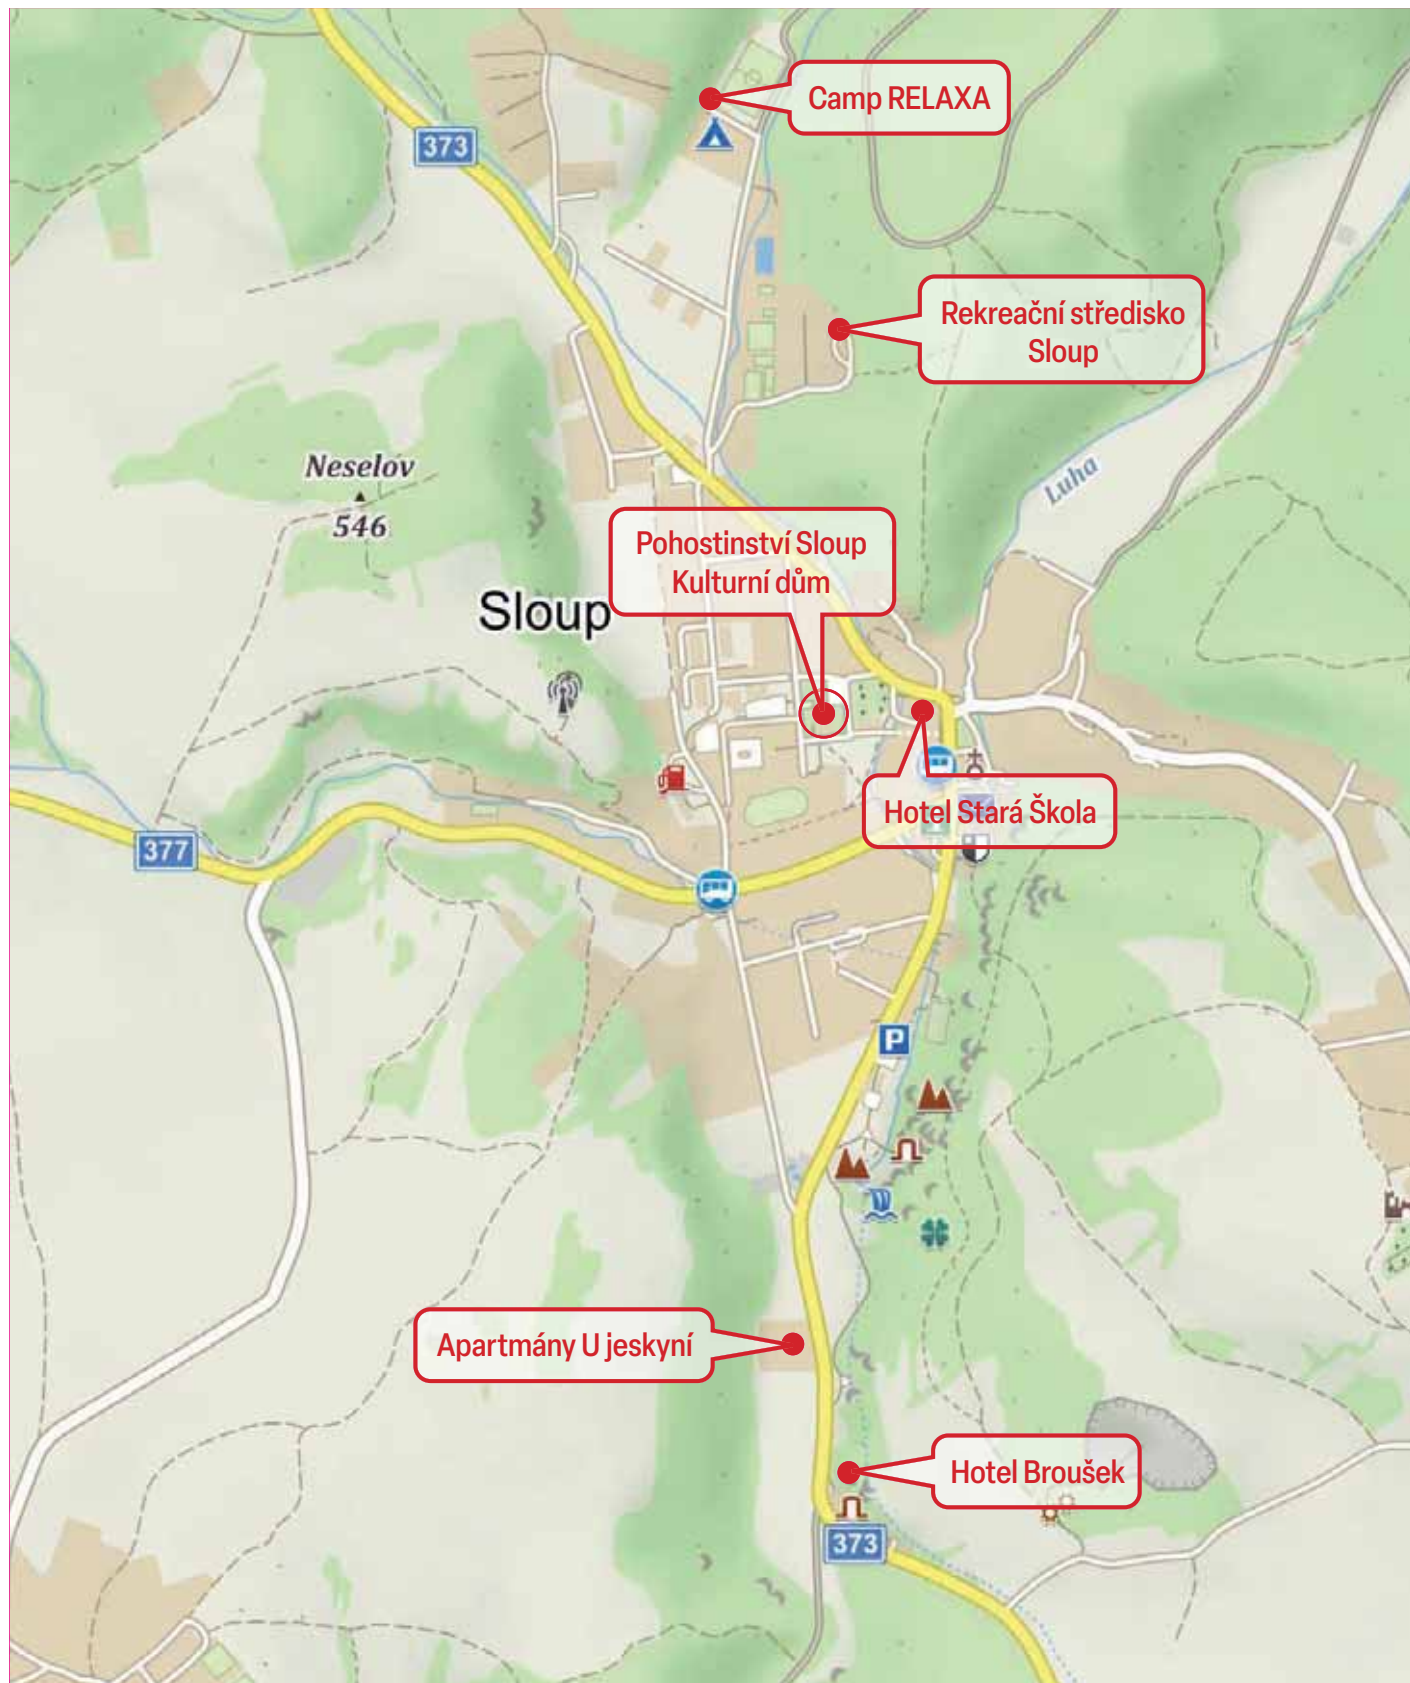 Camp RELAXA
373
Rekreační středisko
Sloup
Neselov
546
Luha
Pohostinství Sloup
Kulturní dům
Sloup
Hotel Stará Škola
377
P
Apartmány U jeskyní
Hotel Broušek
373